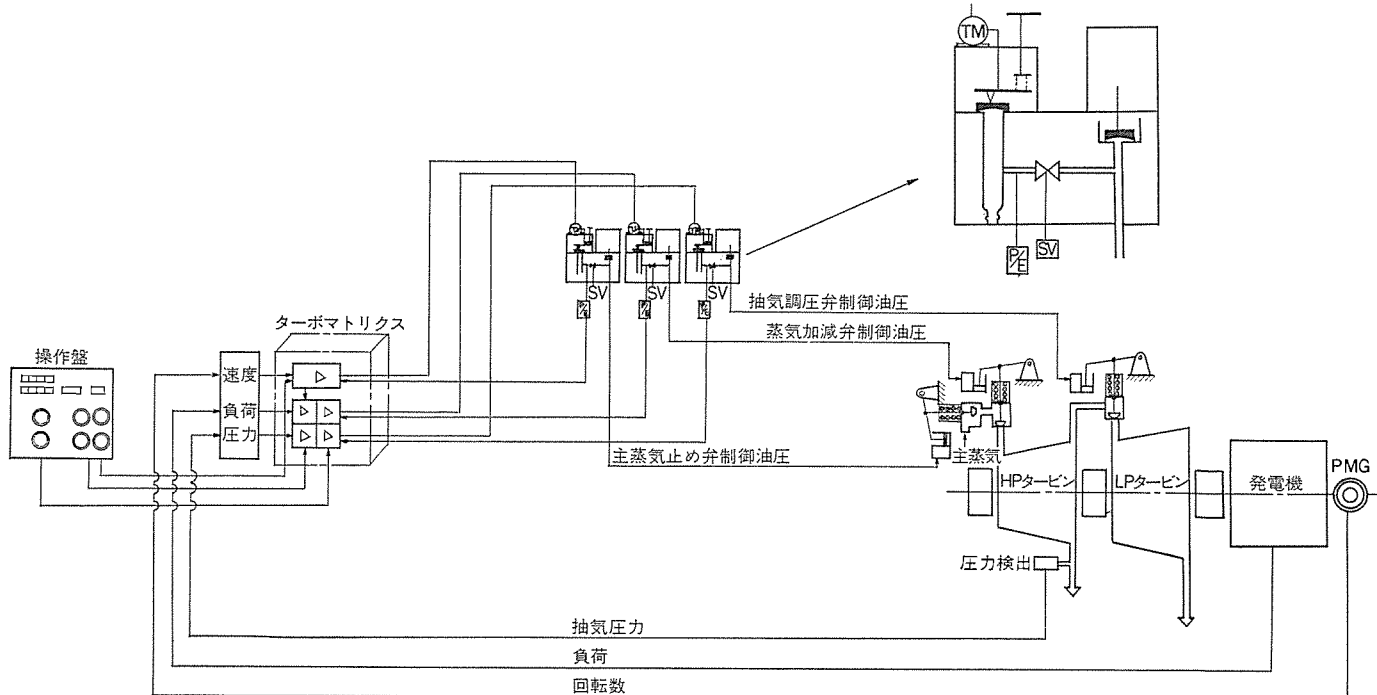 TM
P/E
SV
SV
SV
SV
抽気調圧弁制御油圧
蒸気加減弁制御油圧
ターボマトリクス
操作盤
速度
負荷
圧力
主蒸気止め弁制御油圧
主蒸気
HPタービン
LPタービン
発電機
PMG
圧力検出
抽気圧力
負荷
回転数